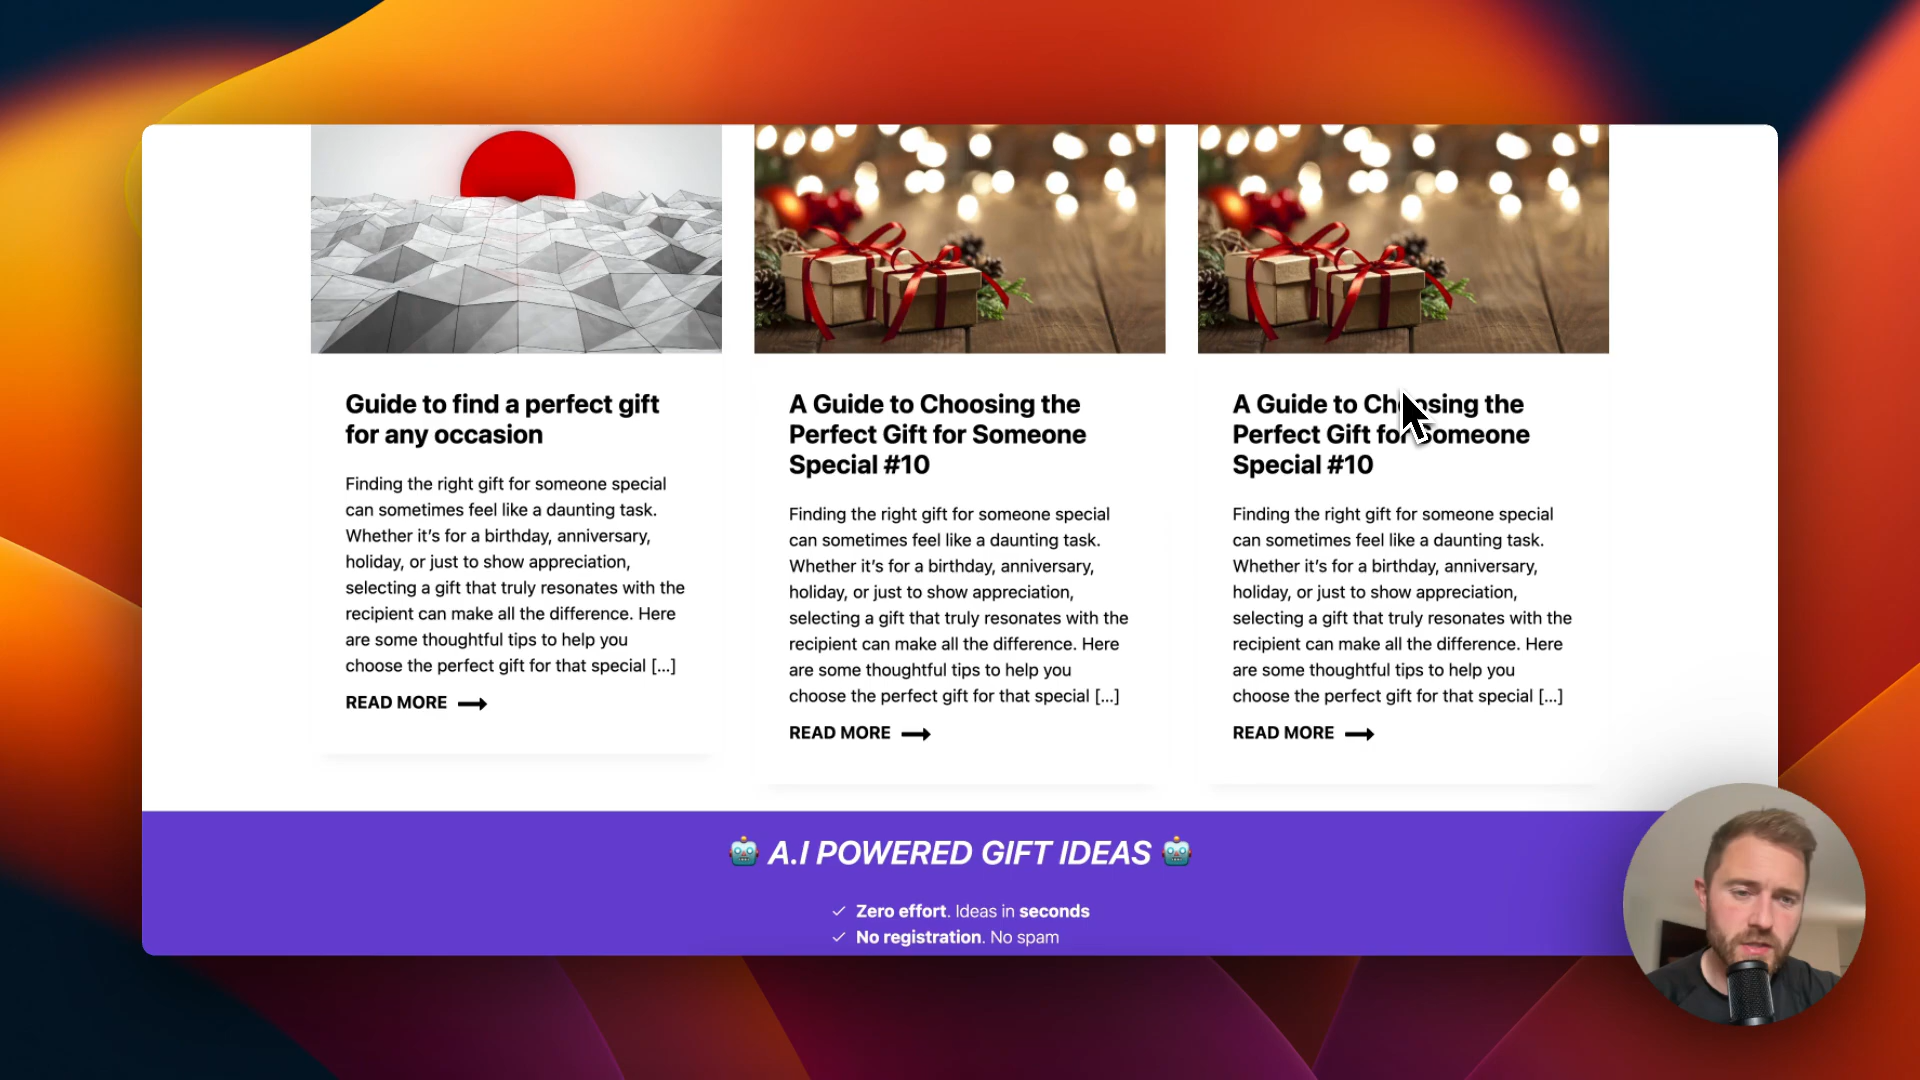 Guide to find a perfect gift
for any occasion
Finding the right gift for someone special
can sometimes feel like a daunting task.
Whether it’s for a birthday, anniversary,
holiday, or just to show appreciation,
selecting a gift that truly resonates with the
recipient can make all the difference. Here
are some thoughtful tips to help you
choose the perfect gift for that special [...]
READ MORE
A Guide to Choosing the
Perfect Gift for Someone
Special #10
Finding the right gift for someone special
can sometimes feel like a daunting task.
Whether it’s for a birthday, anniversary,
holiday, or just to show appreciation,
selecting a gift that truly resonates with the
recipient can make all the difference. Here
are some thoughtful tips to help you
choose the perfect gift for that special [...]
READ MORE
A Guide to Choosing the
Perfect Gift for Someone
Special #10
Finding the right gift for someone special
can sometimes feel like a daunting task.
Whether it’s for a birthday, anniversary,
holiday, or just to show appreciation,
selecting a gift that truly resonates with the
recipient can make all the difference. Here
are some thoughtful tips to help you
choose the perfect gift for that special [...]
READ MORE
🤖 A.I POWERED GIFT IDEAS 🤖
✓ Zero effort. Ideas in seconds
✓ No registration. No spam